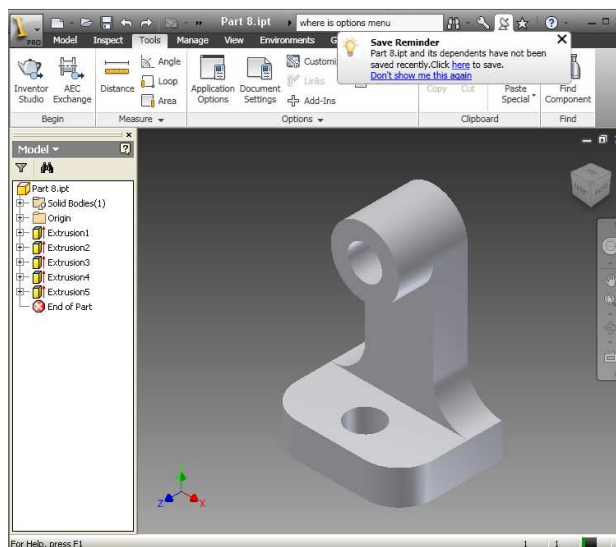 Part 8.ipt
where is options menu
PRO
Model Inspect Tools Manage View Environments G
Save Reminder
Part 8.ipt and its dependents have not been
saved recently.Click here to save.
Don't show me this again
Inventor
Studio
AEC
Exchange
Distance
Angle
Loop
Area
Application
Options
Document
Settings
Customi
Links
Add-Ins
Copy Cut
Paste
Special
Find
Component
Begin Measure Options Clipboard Find
Model
Part 8.ipt
Solid Bodies(1)
Origin
Extrusion1
Extrusion2
Extrusion3
Extrusion4
Extrusion5
End of Part
Z X
For Help, press F1
1 1